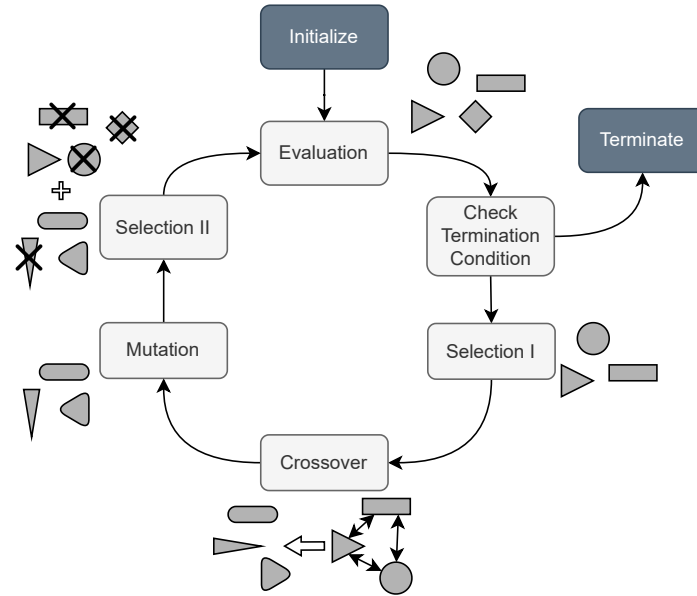 Initialize
Evaluation
Terminate
Check
Termination
Condition
Selection II
Mutation
Selection I
Crossover